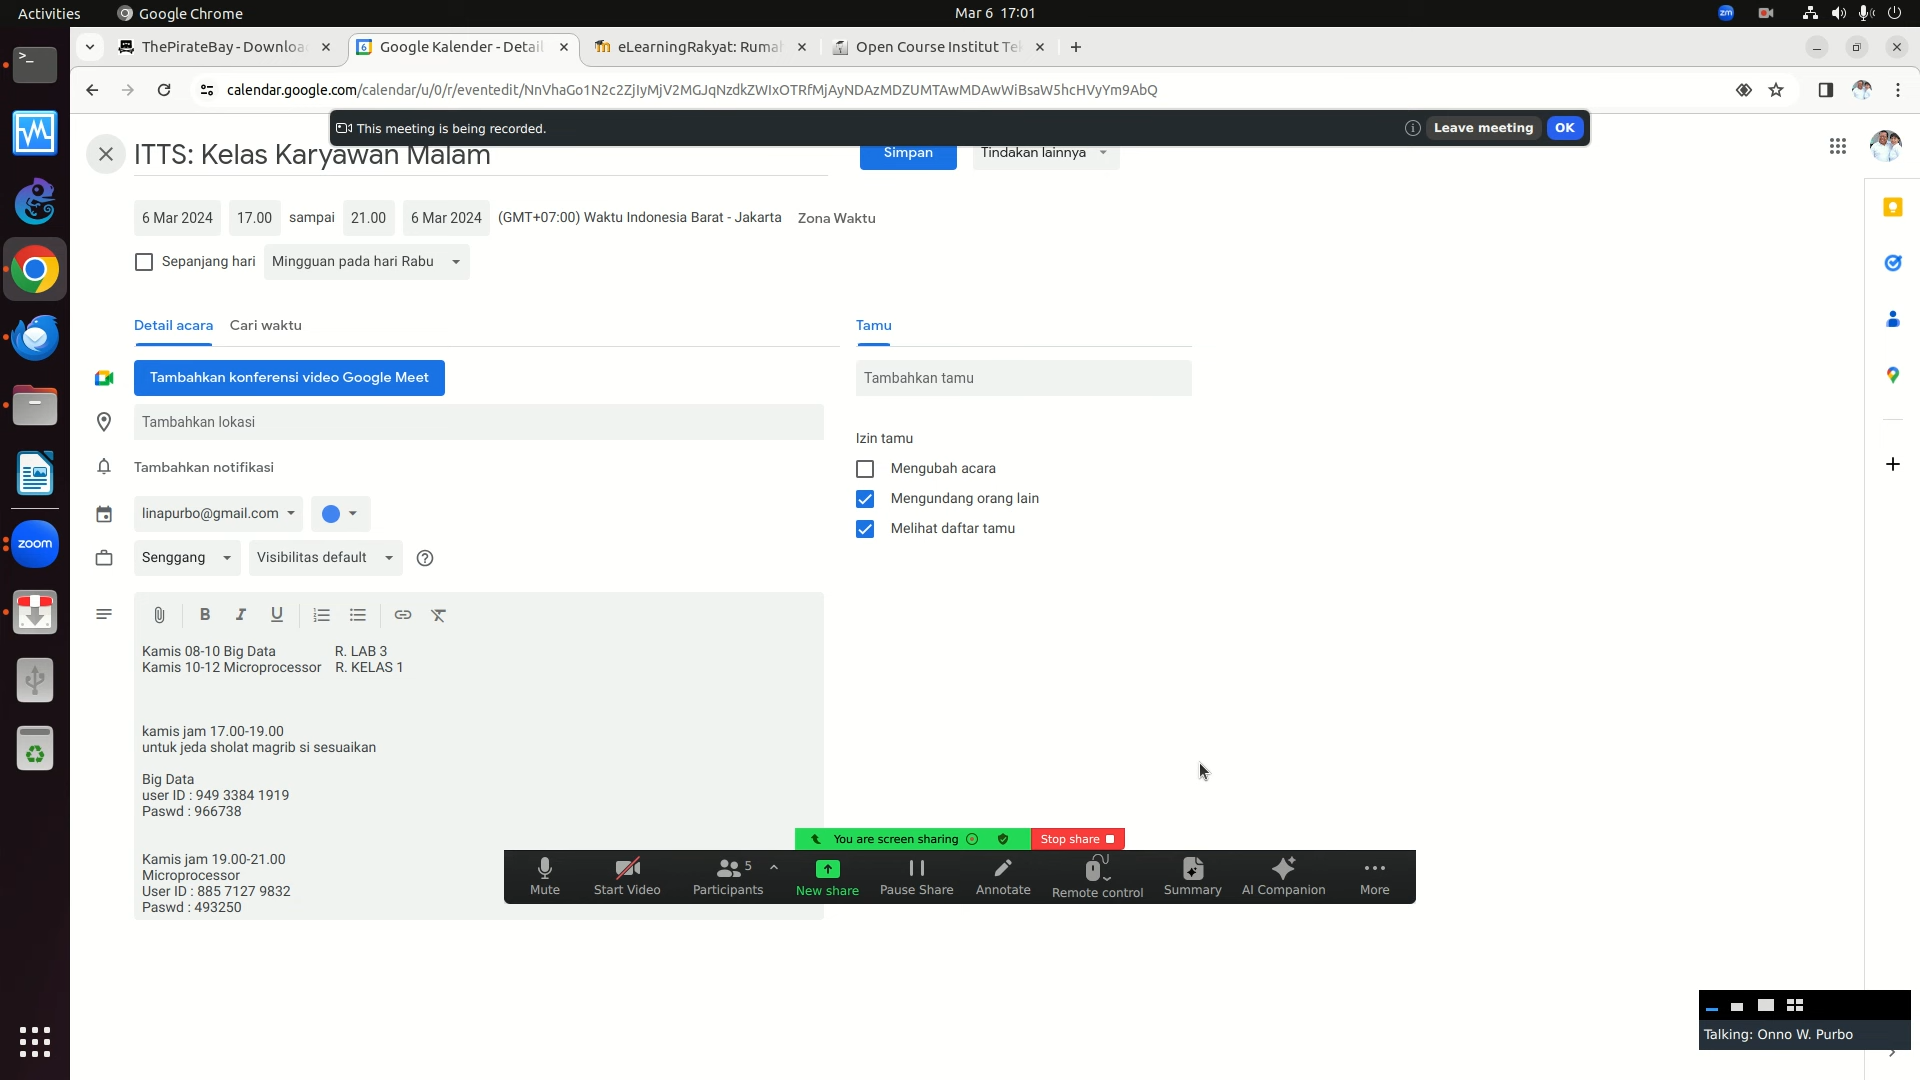 Activities
Google Chrome
Mar 6 17:01
zm
ThePirateBay - Downloa
Google Kalender - Detail
eLearningRakyat: Ruma
Open Course Institut Te
calendar.google.com/calendar/u/0/r/eventedit/NnVhaGo1N2c2ZjIyMjV2MGJqNzdkZWIxOTRfMjAyNDAzMDZUMTAwMDAwWiBsaW5hcHVyYm9AbQ
This meeting is being recorded.
Leave meeting
OK
ITTS: Kelas Karyawan Malam
Simpan
Tindakan lainnya
6 Mar 2024
17.00
sampai
21.00
6 Mar 2024
(GMT+07:00) Waktu Indonesia Barat - Jakarta
Zona Waktu
Sepanjang hari
Mingguan pada hari Rabu
Detail acara
Cari waktu
Tamu
Tambahkan konferensi video Google Meet
Tambahkan tamu
Tambahkan lokasi
Izin tamu
Tambahkan notifikasi
Mengubah acara
Mengundang orang lain
linapurbo@gmail.com
Melihat daftar tamu
Senggang
Visibilitas default
zoom
B I U
Kamis 08-10 Big Data R. LAB 3
Kamis 10-12 Microprocessor R. KELAS 1
kamis jam 17.00-19.00
untuk jeda sholat magrib si sesuaikan
Big Data
user ID : 949 3384 1919
Paswd : 966738
You are screen sharing
Stop share
Kamis jam 19.00-21.00
Microprocessor
User ID : 885 7127 9832
Paswd : 493250
Mute
Start Video
Participants
5
New share
Pause Share
Annotate
Remote control
Summary
AI Companion
More
Talking: Onno W. Purbo